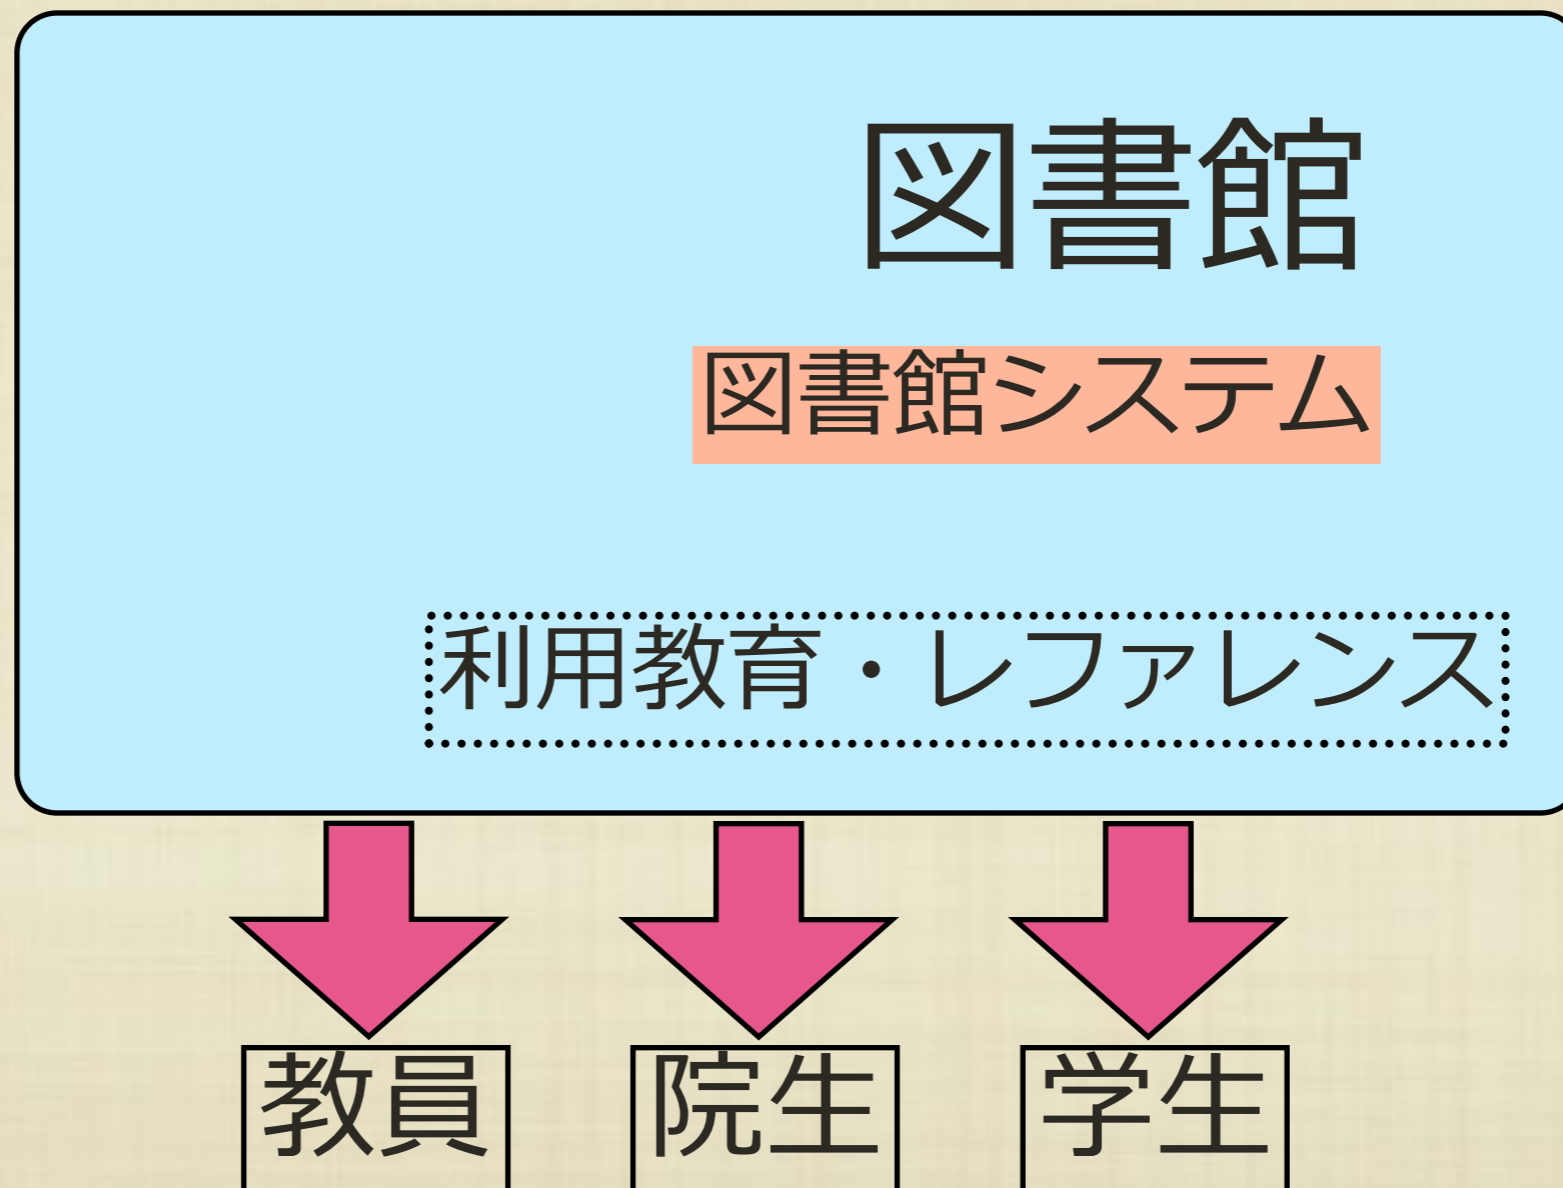 図書館
図書館システム
利用教育・レファレンス
教員
院生
学生